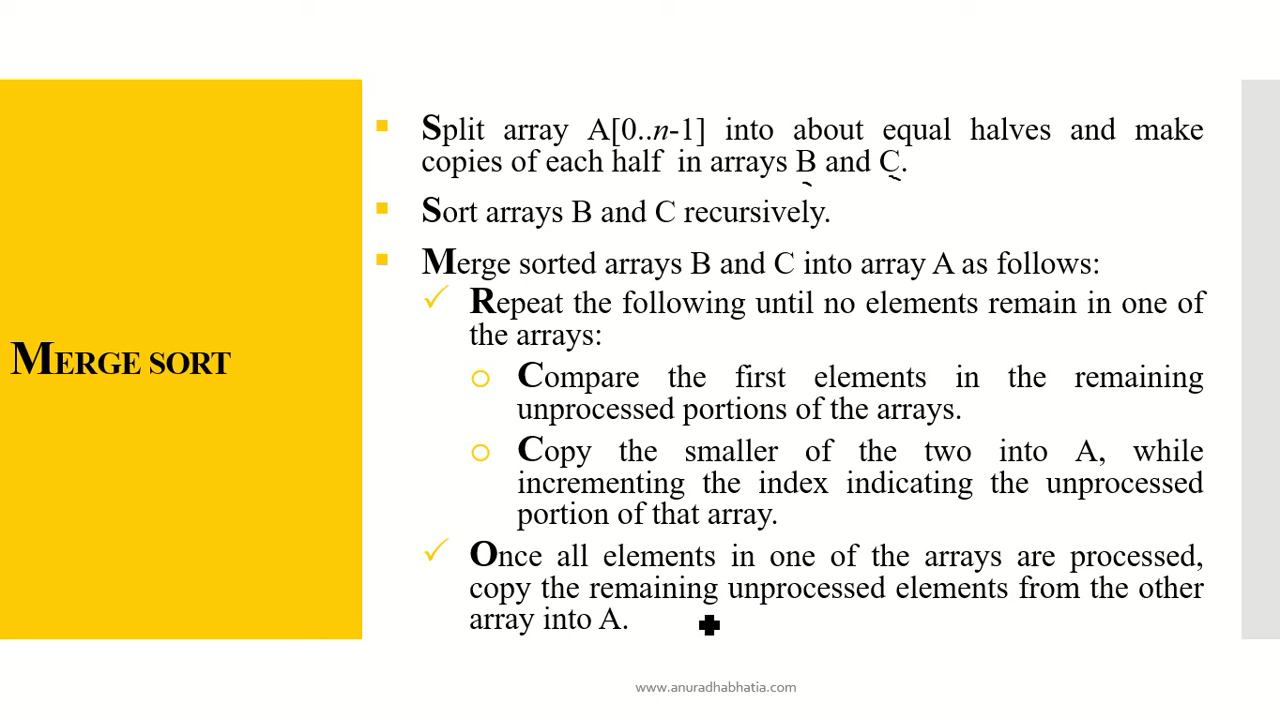 Split array A[0..n-1] into about equal halves and make
copies of each half in arrays B and C.
Sort arrays B and C recursively.
Merge sorted arrays B and C into array A as follows:
Repeat the following until no elements remain in one of
the arrays:
MERGE SORT
Compare the first elements in the remaining
unprocessed portions of the arrays.
Copy the smaller of the two into A, while
incrementing the index indicating the unprocessed
portion of that array.
Once all elements in one of the arrays are processed,
copy the remaining unprocessed elements from the other
array into A.
www.anuradhabhatia.com